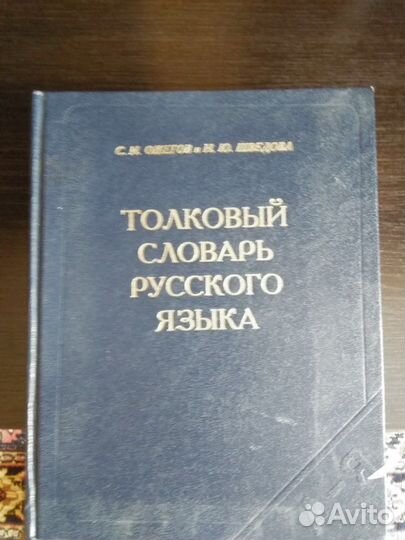 С. И. ОЖЕГОВ и Н. Ю. ШВЕДОВА
ТОЛКОВЫЙ
СЛОВАРЬ
РУССКОГО
ЯЗЫКА
Avito